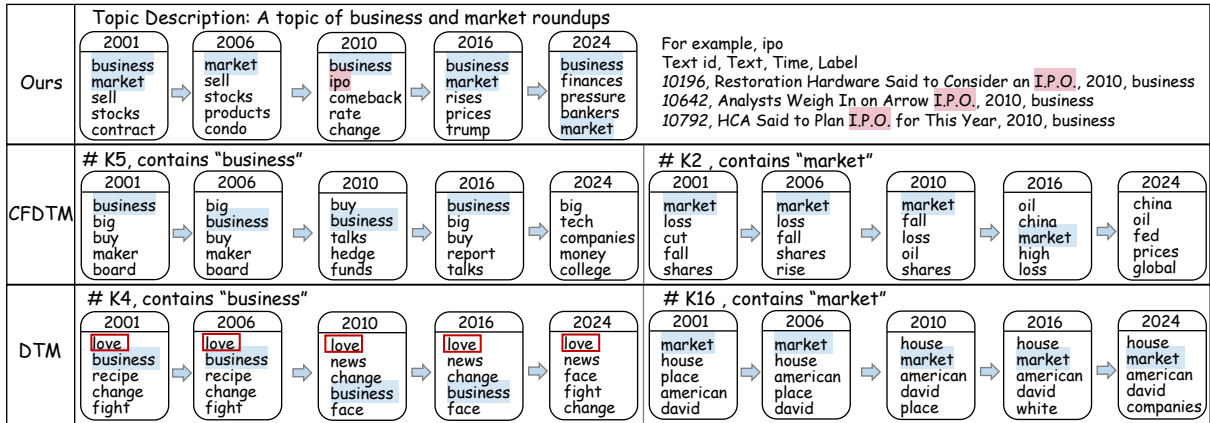 Topic Description: A topic of business and market roundups
Ours
2001
business
market
sell
stocks
contract
2006
market
sell
stocks
products
condo
2010
business
ipo
comeback
rate
change
2016
business
market
rises
prices
trump
2024
business
finances
pressure
bankers
market
For example, ipo
Text id, Text, Time, Label
10196, Restoration Hardware Said to Consider an I.P.O., 2010, business
10642, Analysts Weigh In on Arrow I.P.O., 2010, business
10792, HCA Said to Plan I.P.O. for This Year, 2010, business
CFDTM
# K5, contains “business”
2001
business
big
buy
maker
board
2006
big
business
buy
maker
board
2010
buy
business
talks
hedge
funds
2016
business
big
buy
report
talks
2024
big
tech
companies
money
college
# K2 , contains “market”
2001
market
loss
cut
fall
shares
2006
market
loss
fall
shares
rise
2010
market
fall
loss
oil
shares
2016
oil
china
market
high
loss
2024
china
oil
fed
prices
global
DTM
# K4, contains “business”
2001
love
business
recipe
change
fight
2006
love
business
recipe
change
fight
2010
love
news
change
business
face
2016
love
news
change
business
face
2024
love
news
face
fight
change
# K16 , contains “market”
2001
market
house
place
american
david
2006
market
house
american
place
david
2010
house
market
american
david
place
2016
house
market
american
david
white
2024
house
market
american
david
companies